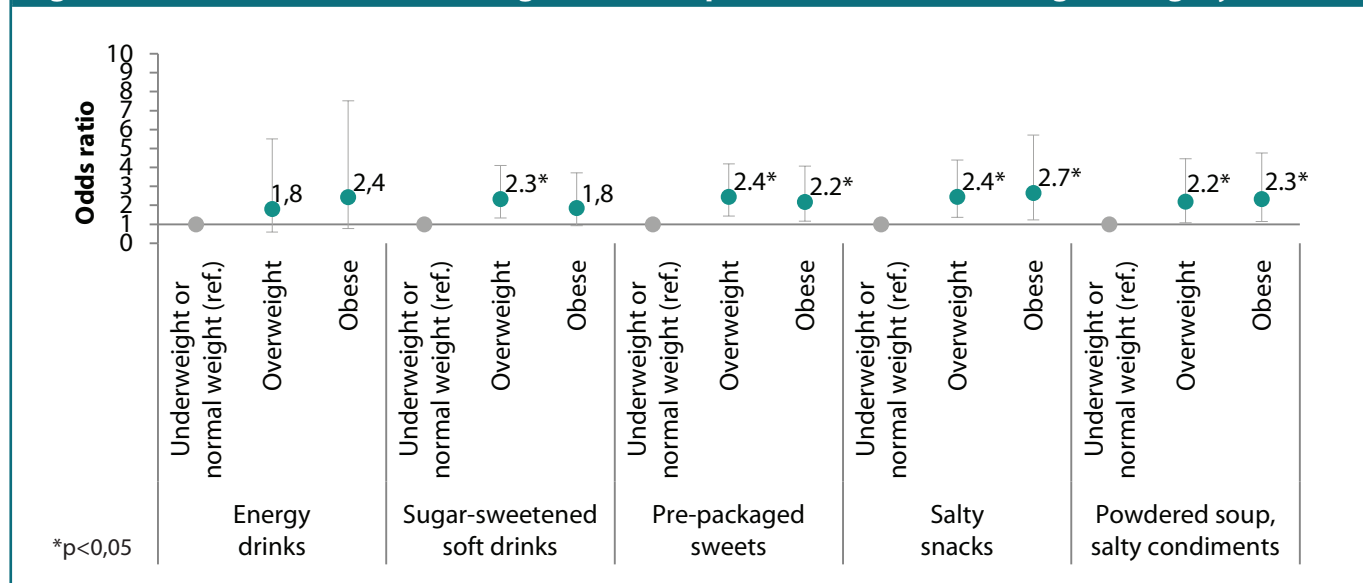 Odds ratio
10
9
8
7
6
5
4
3
2
1
0
1,8
2,4
2.3*
1,8
2.4*
2.2*
2.4*
2.7*
2.2*
2.3*
Underweight or
normal weight (ref.)
Overweight
Obese
Underweight or
normal weight (ref.)
Overweight
Obese
Underweight or
normal weight (ref.)
Overweight
Obese
Underweight or
normal weight (ref.)
Overweight
Obese
Underweight or
normal weight (ref.)
Overweight
Obese
Energy
drinks
Sugar-sweetened
soft drinks
Pre-packaged
sweets
Salty
snacks
Powdered soup,
salty condiments
*p<0,05